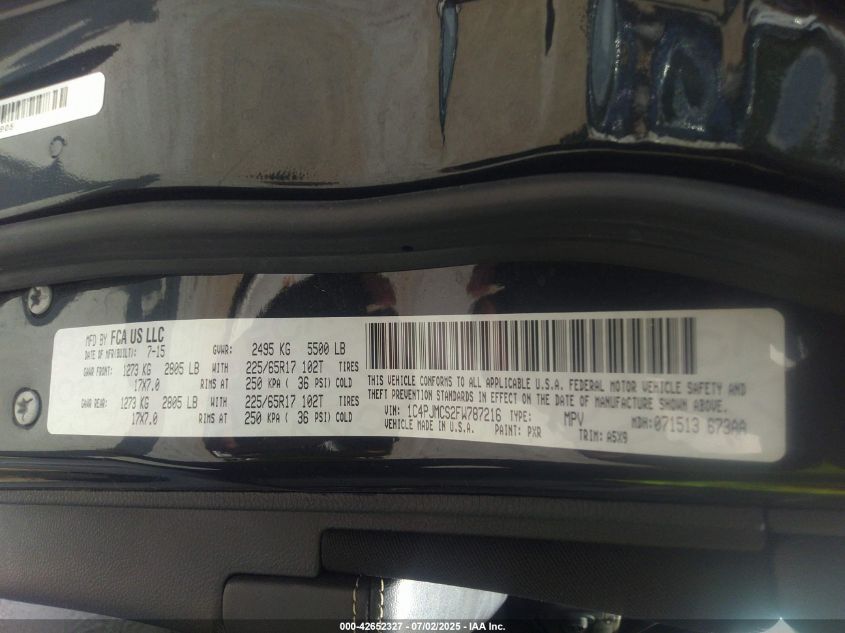 MFD BY FCA US LLC
DATE OF MFR(BUILT): 7-15 GVWR: 2495 KG 5500 LB
GAWR FRONT: 1273 KG 2805 LB WITH 225/65R17 102T TIRES
17X7.0 RIMS AT 250 KPA ( 36 PSI) COLD
GAWR REAR: 1273 KG 2805 LB WITH 225/65R17 102T TIRES
17X7.0 RIMS AT 250 KPA ( 36 PSI) COLD
THIS VEHICLE CONFORMS TO ALL APPLICABLE U.S.A. FEDERAL MOTOR VEHICLE SAFETY AND
THEFT PREVENTION STANDARDS IN EFFECT ON THE DATE OF MANUFACTURE SHOWN ABOVE.
VIN: 1C4PJMCS2FW787216 TYPE: MPV MDH: 071513 673AA
VEHICLE MADE IN U.S.A. PAINT: PXR TRIM: A5X9
000-42652327 - 07/02/2025 - IAA Inc.